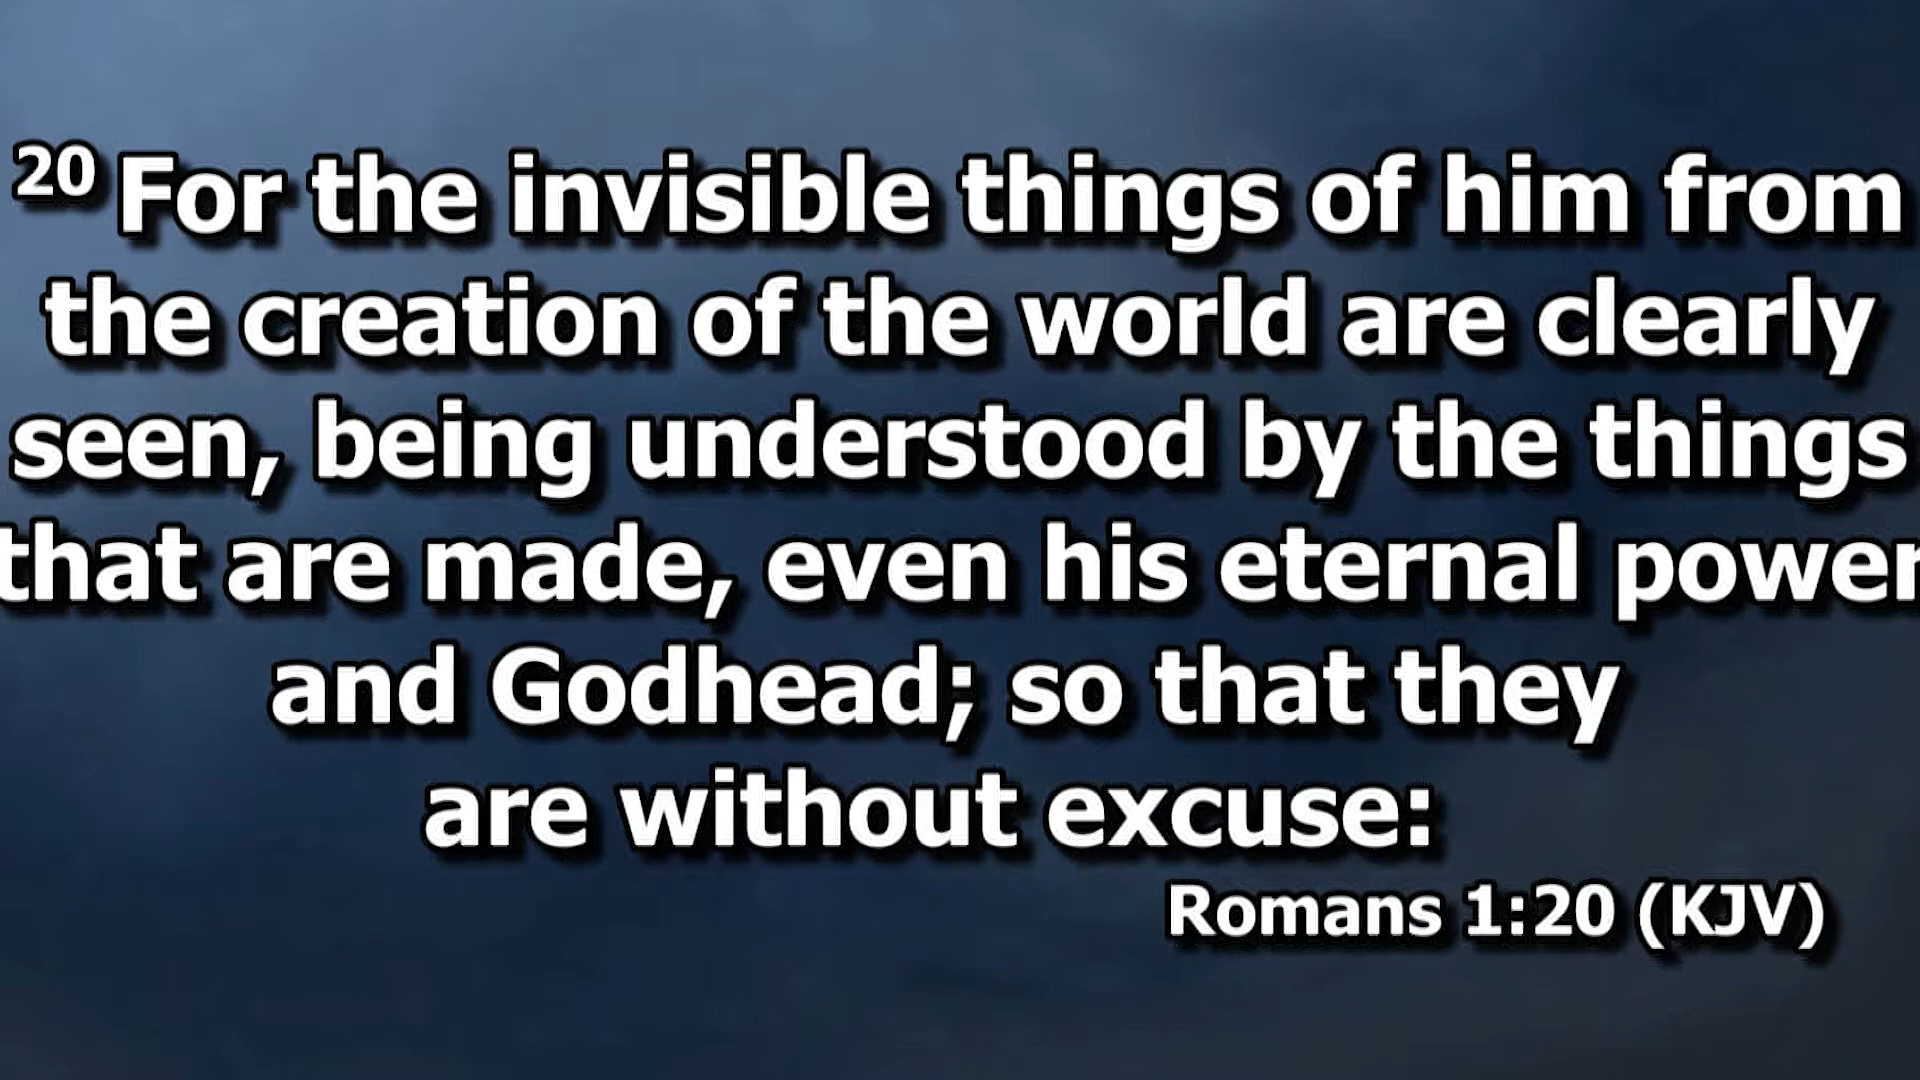 20 For the invisible things of him from
the creation of the world are clearly
seen, being understood by the things
that are made, even his eternal power
and Godhead; so that they
are without excuse:
Romans 1:20 (KJV)